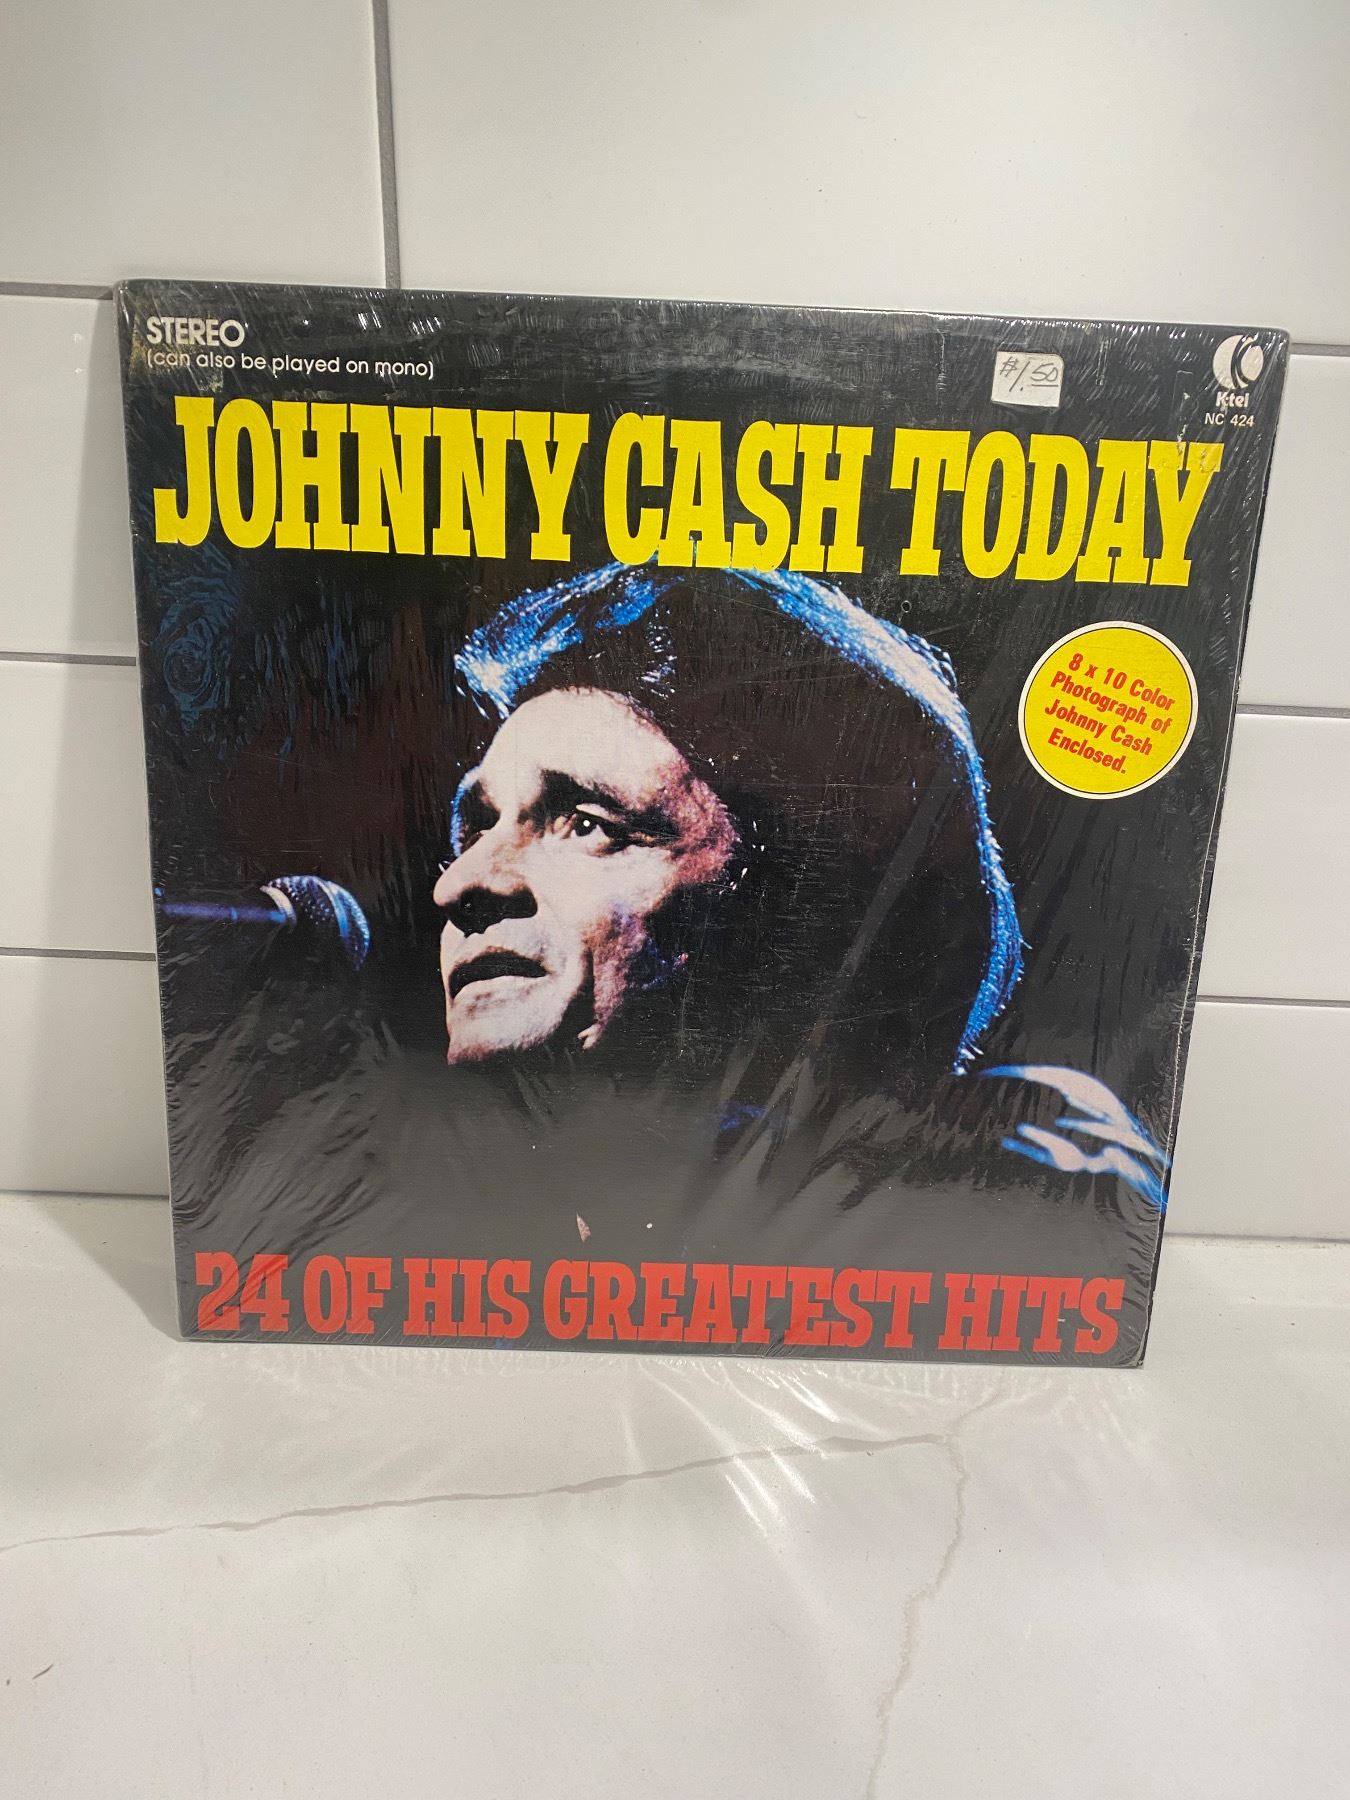 STEREO
(can also be played on mono)
$1.50
K-tel
NC 424
JOHNNY CASH TODAY
8 x 10 Color
Photograph of
Johnny Cash
Enclosed.
24 OF HIS GREATEST HITS